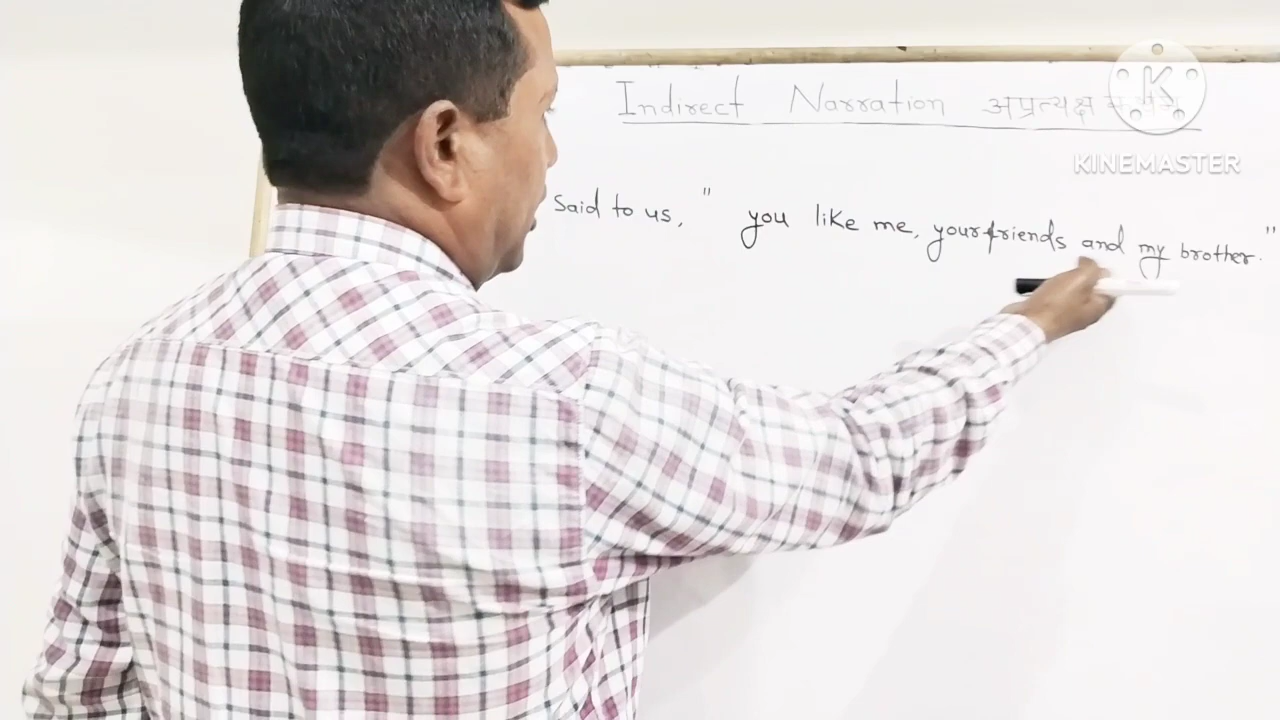 Indirect Narration अप्रत्यक्ष
K
KINEMASTER
said to us, " you like me, your friends and my brother. "